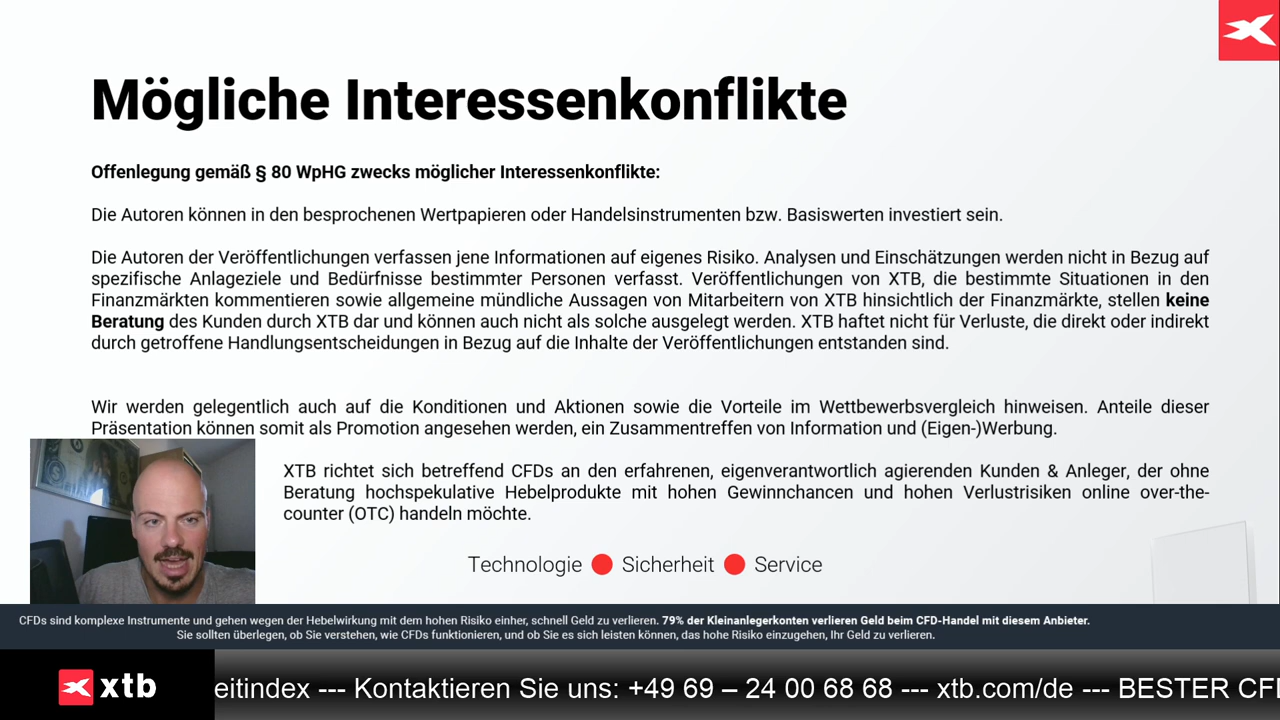 Mögliche Interessenkonflikte
Offenlegung gemäß § 80 WpHG zwecks möglicher Interessenkonflikte:
Die Autoren können in den besprochenen Wertpapieren oder Handelsinstrumenten bzw. Basiswerten investiert sein.
Die Autoren der Veröffentlichungen verfassen jene Informationen auf eigenes Risiko. Analysen und Einschätzungen werden nicht in Bezug auf
spezifische Anlageziele und Bedürfnisse bestimmter Personen verfasst. Veröffentlichungen von XTB, die bestimmte Situationen in den
Finanzmärkten kommentieren sowie allgemeine mündliche Aussagen von Mitarbeitern von XTB hinsichtlich der Finanzmärkte, stellen keine
Beratung des Kunden durch XTB dar und können auch nicht als solche ausgelegt werden. XTB haftet nicht für Verluste, die direkt oder indirekt
durch getroffene Handlungsentscheidungen in Bezug auf die Inhalte der Veröffentlichungen entstanden sind.
Wir werden gelegentlich auch auf die Konditionen und Aktionen sowie die Vorteile im Wettbewerbsvergleich hinweisen. Anteile dieser
Präsentation können somit als Promotion angesehen werden, ein Zusammentreffen von Information und (Eigen-)Werbung.
XTB richtet sich betreffend CFDs an den erfahrenen, eigenverantwortlich agierenden Kunden & Anleger, der ohne
Beratung hochspekulative Hebelprodukte mit hohen Gewinnchancen und hohen Verlustrisiken online over-the-
counter (OTC) handeln möchte.
Technologie Sicherheit Service
CFDs sind komplexe Instrumente und gehen wegen der Hebelwirkung mit dem hohen Risiko einher, schnell Geld zu verlieren. 79% der Kleinanlegerkonten verlieren Geld beim CFD-Handel mit diesem Anbieter.
Sie sollten überlegen, ob Sie verstehen, wie CFDs funktionieren, und ob Sie es sich leisten können, das hohe Risiko einzugehen, Ihr Geld zu verlieren.
xtb eitindex --- Kontaktieren Sie uns: +49 69 – 24 00 68 68 --- xtb.com/de --- BESTER CF